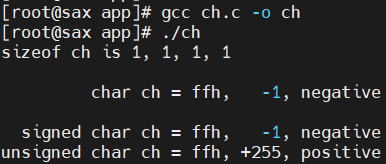 [root@sax app]# gcc ch.c -o ch
[root@sax app]# ./ch
sizeof ch is 1, 1, 1, 1
char ch = ffh,   -1, negative
signed char ch = ffh,   -1, negative
unsigned char ch = ffh, +255, positive